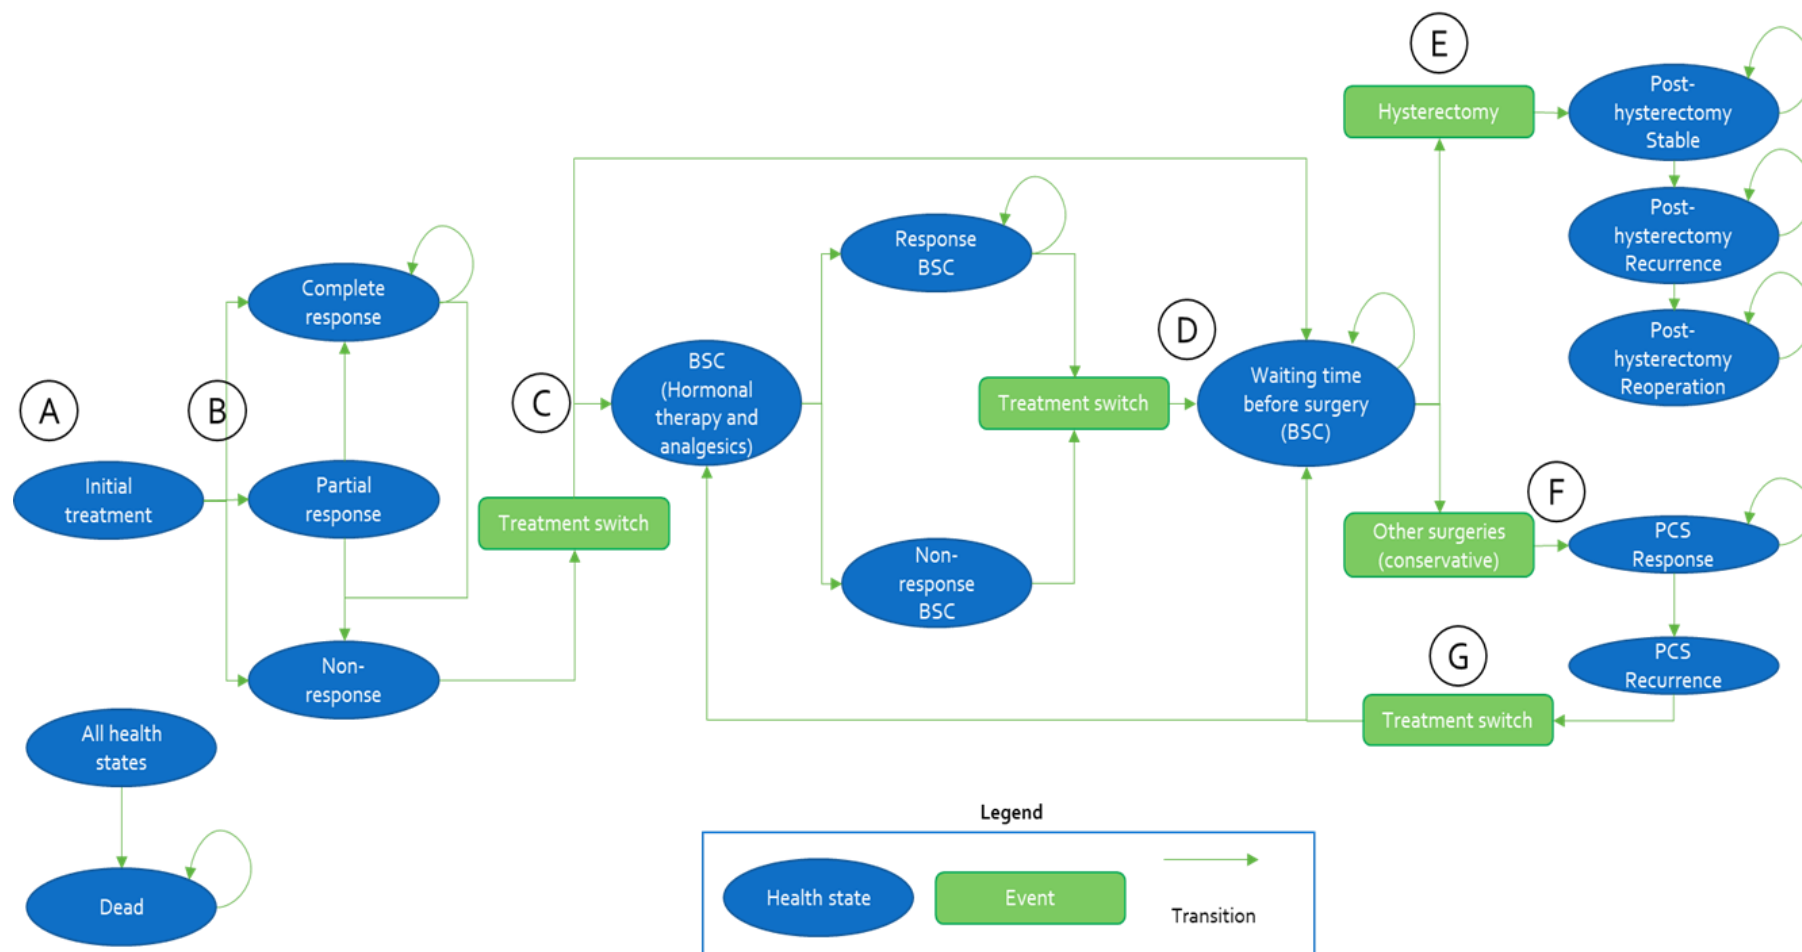 E
Hysterectomy
Post-
hysterectomy
Stable
Post-
hysterectomy
Recurrence
Post-
hysterectomy
Reoperation
Response
BSC
Complete
response
D
BSC
(Hormonal
therapy and
analgesics)
Treatment switch
Waiting time
before surgery
(BSC)
A
B
C
Initial
treatment
Partial
response
Treatment switch
F
Other surgeries
(conservative)
PCS
Response
Non-
response
BSC
Non-
response
G
PCS
Recurrence
Treatment switch
All health
states
Dead
Legend
Health state
Event
Transition